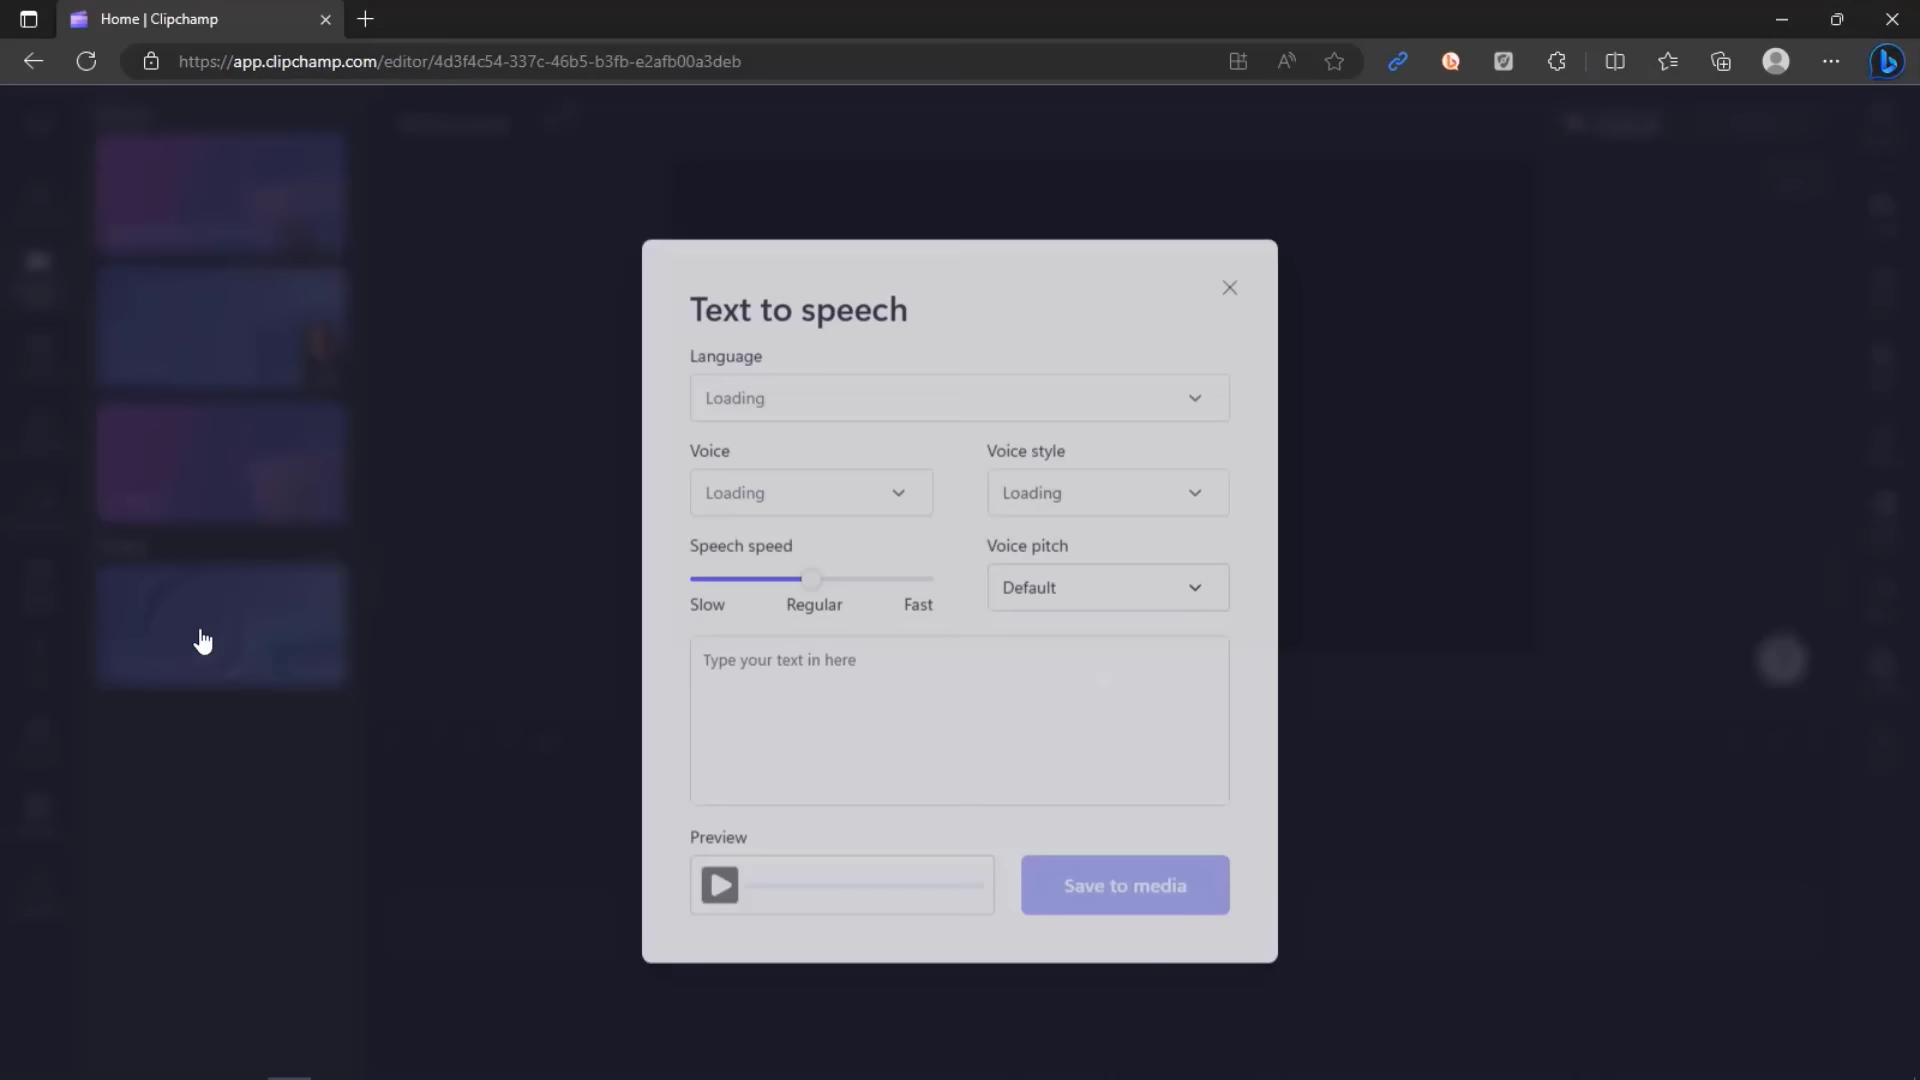 Home | Clipchamp
https://app.clipchamp.com/editor/4d3f4c54-337c-46b5-b3fb-e2afb00a3deb
Text to speech
Language
Loading
Voice
Voice style
Loading
Loading
Speech speed
Voice pitch
Default
Slow
Regular
Fast
Type your text in here
Preview
Save to media